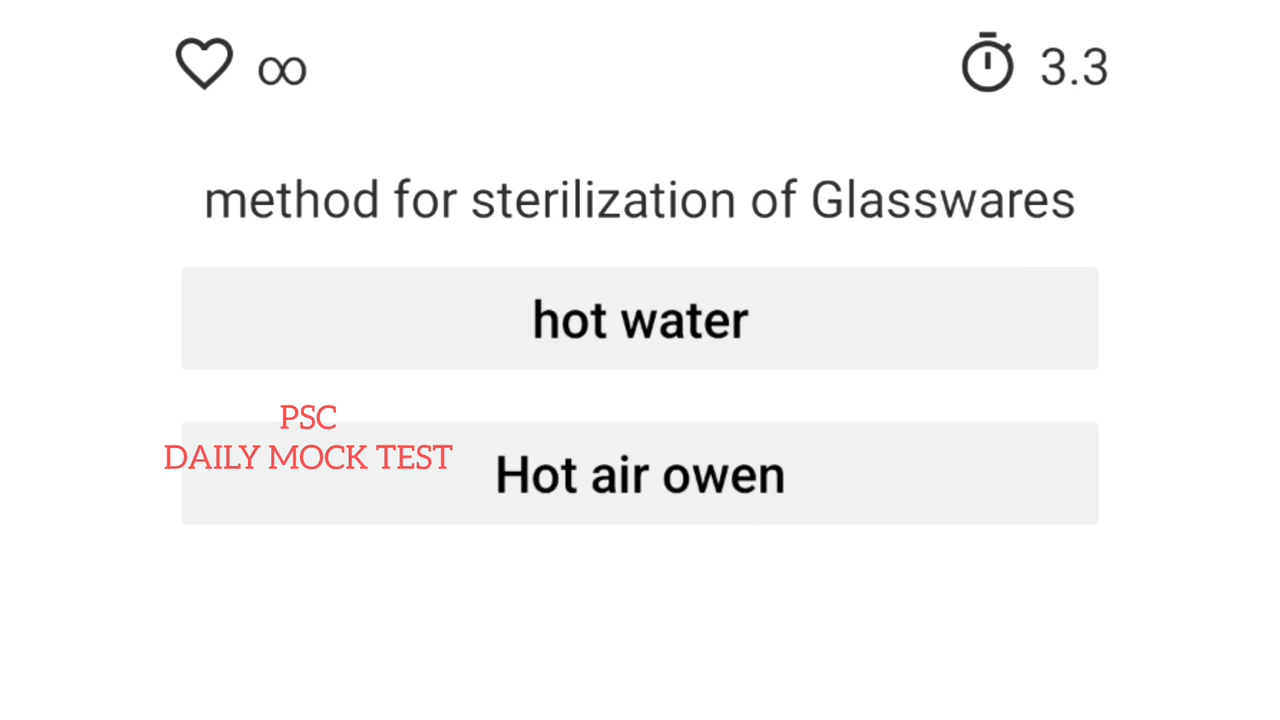 ∞
3.3
method for sterilization of Glasswares
hot water
PSC
DAILY MOCK TEST
Hot air owen